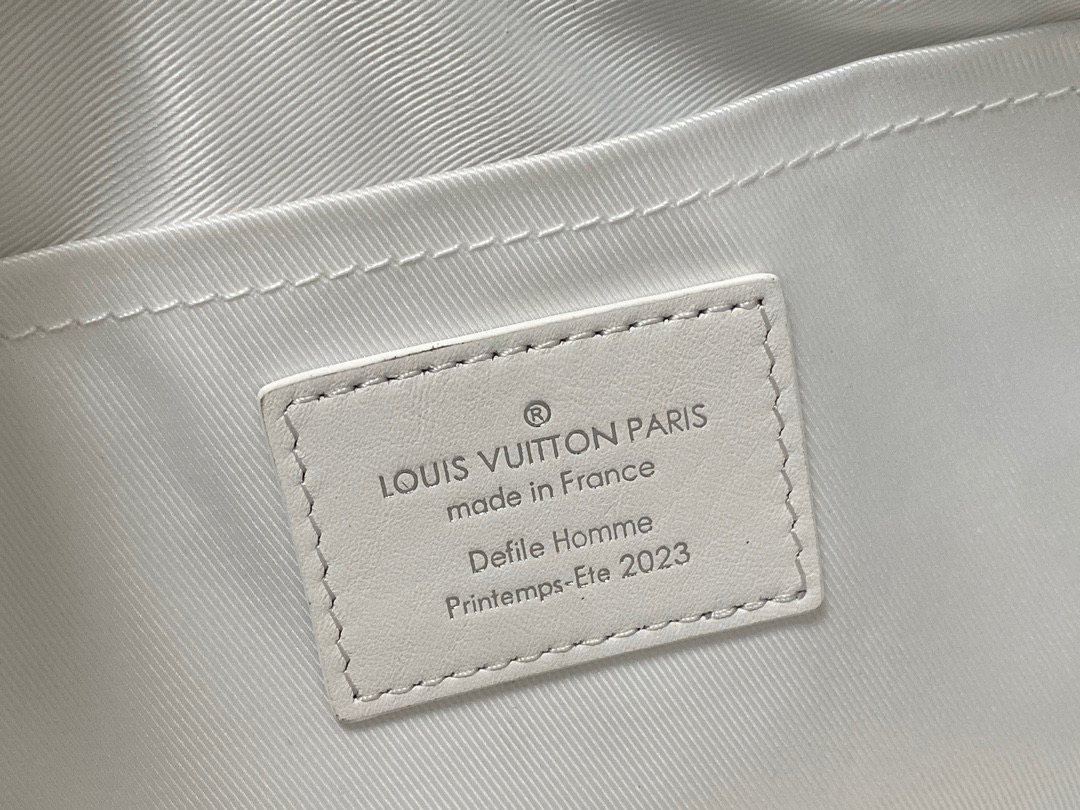 ®
LOUIS VUITTON PARIS
made in France
Defile Homme
Printemps-Ete 2023